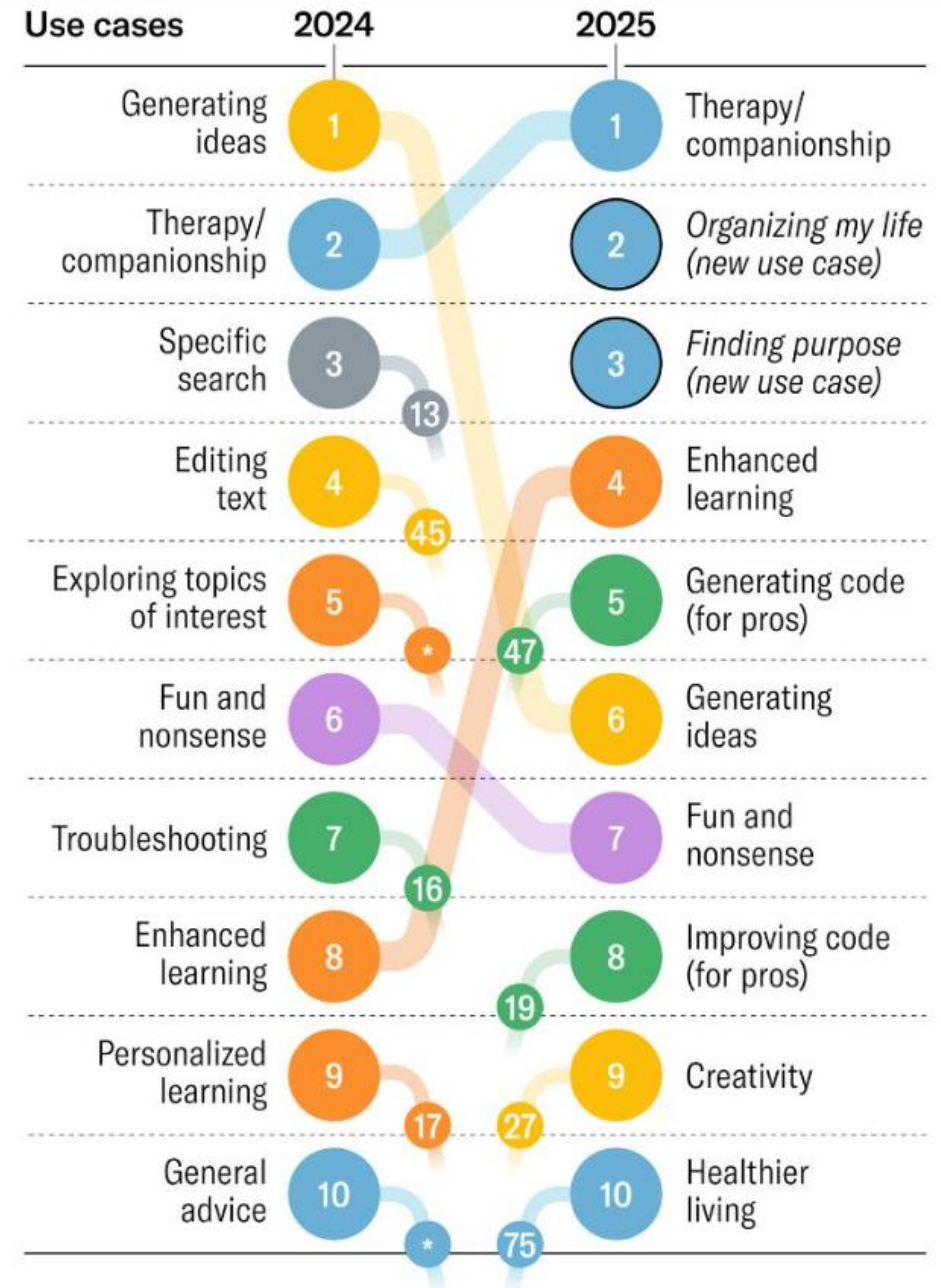 Use cases 2024 2025
Generating
ideas
1
1
Therapy/
companionship
Therapy/
companionship
2
2
Organizing my life
(new use case)
Specific
search
3
13
3
Finding purpose
(new use case)
Editing
text
4
45
4
Enhanced
learning
Exploring topics
of interest
5
*
47
5
Generating code
(for pros)
Fun and
nonsense
6
6
Generating
ideas
Troubleshooting
7
16
7
Fun and
nonsense
Enhanced
learning
8
19
8
Improving code
(for pros)
Personalized
learning
9
17
27
9
Creativity
General
advice
10
*
75
10
Healthier
living